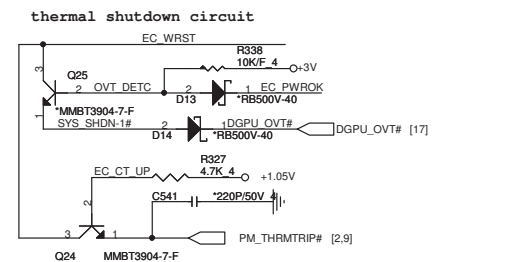 thermal shutdown circuit
EC_WRST
R338
10K/F_4
+3V
3
Q25
2
OVT_DETC
2
1
EC_PWROK
D13
*RB500V-40
*MMBT3904-7-F
1
SYS_SHDN-1#
2
1
DGPU_OVT#
DGPU_OVT# [17]
D14
*RB500V-40
R327
EC_CT_UP
4.7K_4
+1.05V
C541
*220P/50V_4
2
3
1
PM_THRMTRIP# [2,9]
Q24
MMBT3904-7-F